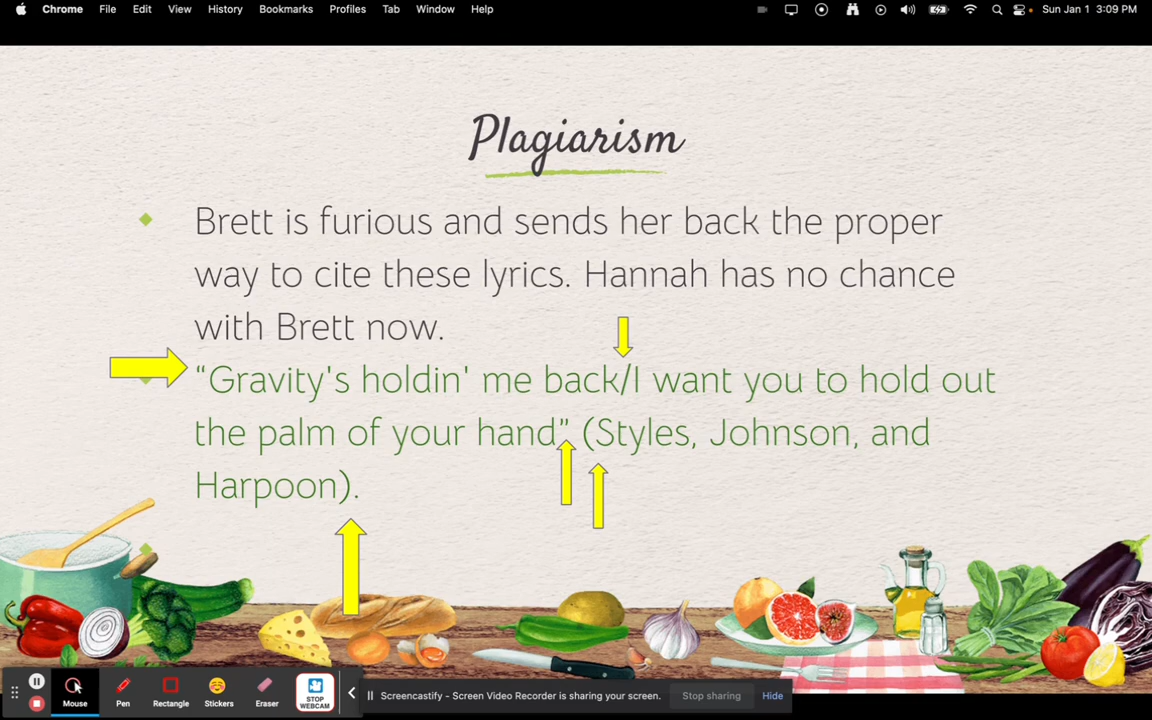 Chrome File Edit View History Bookmarks Profiles Tab Window Help Sun Jan 1 3:09 PM
Plagiarism
Brett is furious and sends her back the proper
way to cite these lyrics. Hannah has no chance
with Brett now.
“Gravity's holdin' me back/I want you to hold out
the palm of your hand” (Styles, Johnson, and
Harpoon).
Mouse Pen Rectangle Stickers Eraser STOP WEBCAM
Screencastify - Screen Video Recorder is sharing your screen. Stop sharing Hide